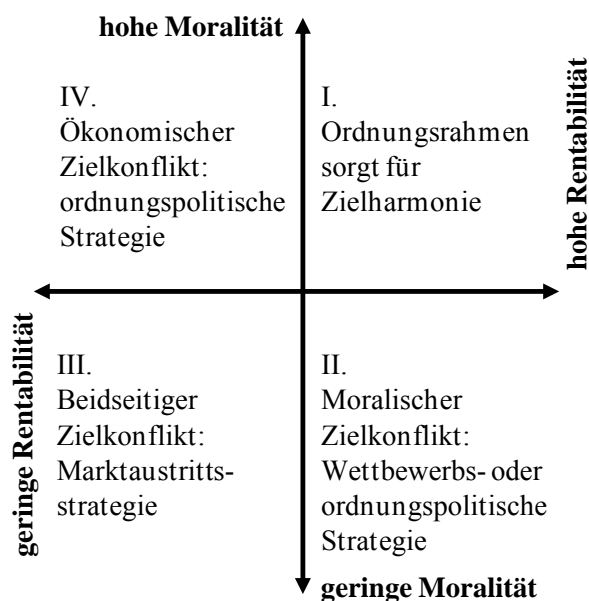 hohe Moralität
IV.
Ökonomischer
Zielkonflikt:
ordnungspolitische
Strategie
I.
Ordnungsrahmen
sorgt für
Zielharmonie
hohe Rentabilität
geringe Rentabilität
III.
Beidseitiger
Zielkonflikt:
Marktaustritts-
strategie
II.
Moralischer
Zielkonflikt:
Wettbewerbs- oder
ordnungspolitische
Strategie
geringe Moralität